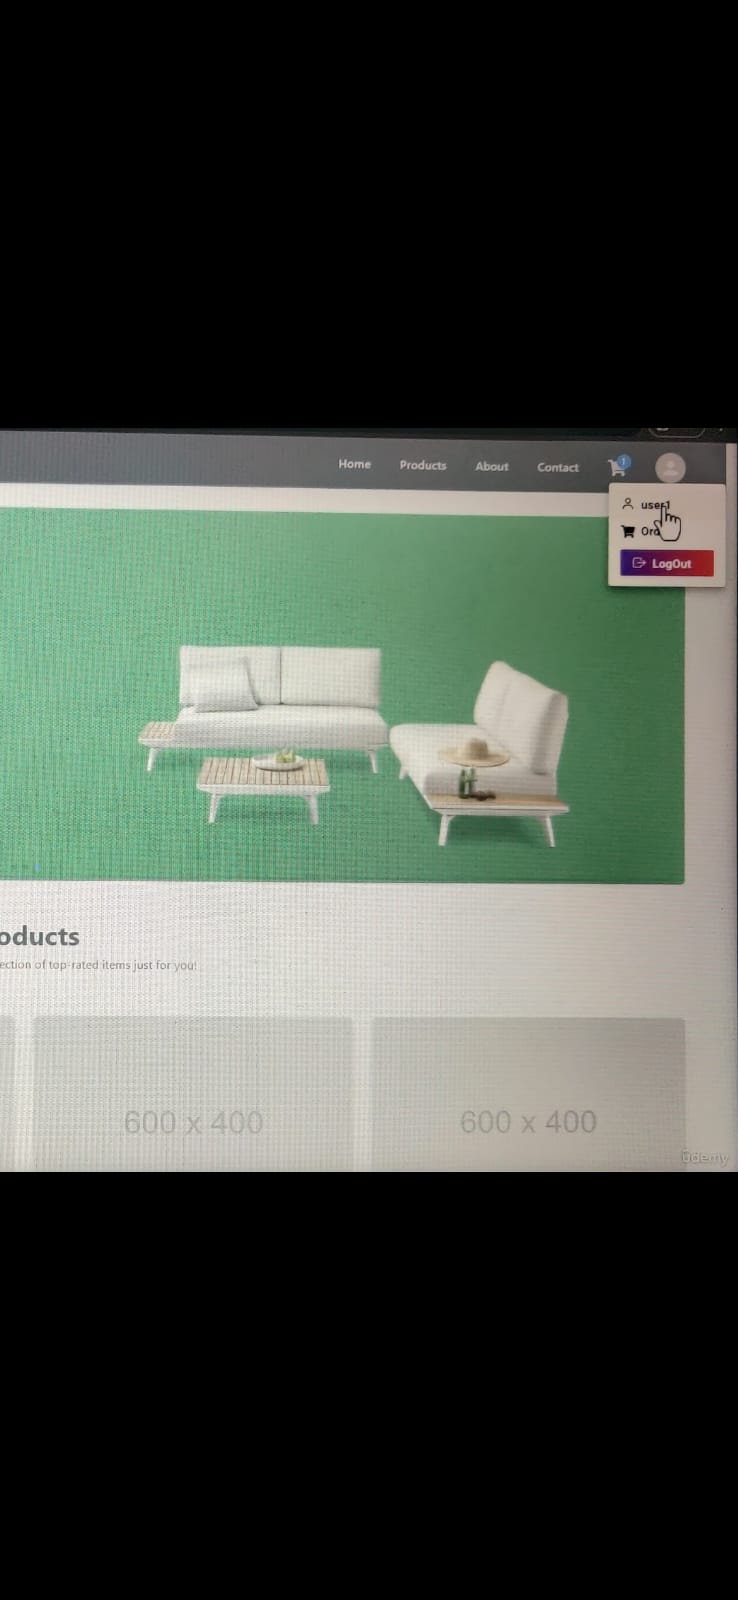 Home Products About Contact 1
user1
Ord
LogOut
oducts
ection of top-rated items just for you!
600 x 400 600 x 400
ûdemy